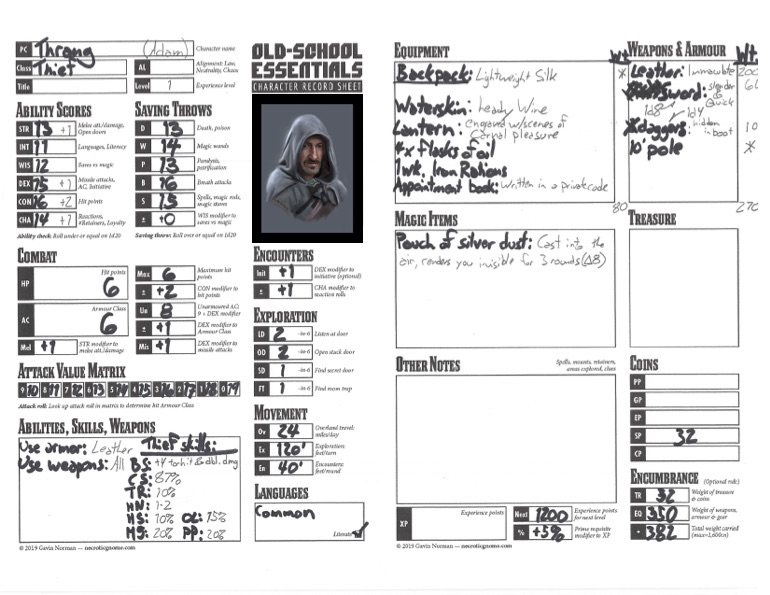 PC Throng (Adam) Character name
Class Thief AL Alignment: Law, Neutrality, Chaos
Title Level 1 Experience level
OLD-SCHOOL
ESSENTIALS
CHARACTER RECORD SHEET
ABILITY SCORES
STR 13 +1 Melee att./damage, Open doors
INT 11 Languages, Literacy
WIS 12 Saves vs magic
DEX 15 +1 Missile attacks, AC, Initiative
CON 16 +2 Hit points
CHA 14 +1 Reactions, #Retainers, Loyalty
Ability check: Roll under or equal on 1d20
SAVING THROWS
D 13 Death, poison
W 14 Magic wands
P 13 Paralysis, petrification
B 16 Breath attacks
S 15 Spells, magic rods, magic staves
± ±0 WIS modifier to saves vs magic
Saving throw: Roll over or equal on 1d20
COMBAT
HP Hit points 6
AC Armour Class 6
Mel +1 STR modifier to melee att./damage
Max 6 Maximum hit points
± +2 CON modifier to hit points
Un 8 Unarmoured AC: 9 + DEX modifier
± +1 DEX modifier to Armour Class
Mis +1 DEX modifier to missile attacks
ATTACK VALUE MATRIX
9 10 8 11 7 12 6 13 5 14 4 15 3 16 2 17 1 18 0 19
Attack roll: Look up attack roll in matrix to determine hit Armour Class
ABILITIES, SKILLS, WEAPONS
Use armor: Leather
Use weapons: All
Thief skills:
BS: +4 to hit & dbl. dmg
CS: 87%
TR: 10%
HN: 1-2
HS: 10% OL: 15%
MS: 20% PP: 20%
© 2019 Gavin Norman — necroticgnome.com
ENCOUNTERS
Init +1 DEX modifier to initiative (optional)
± +1 CHA modifier to reaction rolls
EXPLORATION
LD 2 -in-6 Listen at door
OD 2 -in-6 Open stuck door
SD 1 -in-6 Find secret door
FT 1 -in-6 Find room trap
MOVEMENT
Ov 24 Overland travel: miles/day
Ex 120' Exploration: feet/turn
En 40' Encounter: feet/round
LANGUAGES
Common
Literate
EQUIPMENT Wt
Backpack: Lightweight Silk *
Waterskin: heady Wine
Lantern: engraved w/scenes of carnal pleasure
4x flasks of oil
1 wk. Iron Rations
Appointment book: Written in a private code
80
WEAPONS & ARMOUR Wt
Leather: Immaculate 200
Sword: slender & Quick 60
1d8 1d4
daggers: hidden in boot 10
10' pole *
270
MAGIC ITEMS
Pouch of silver dust: Cast into the
air, renders you invisible for 3 rounds (Δ8)
TREASURE
OTHER NOTES Spells, mounts, retainers, areas explored, clues
COINS
PP
GP
EP
SP 32
CP
ENCUMBRANCE (Optional rule)
TR 32 Weight of treasure & coins
EQ 350 Weight of weapons, armour & gear
= 382 Total weight carried (max=1,600cn)
XP Experience points
Next 1200 Experience points for next level
% +5% Prime requisite modifier to XP
© 2019 Gavin Norman — necroticgnome.com